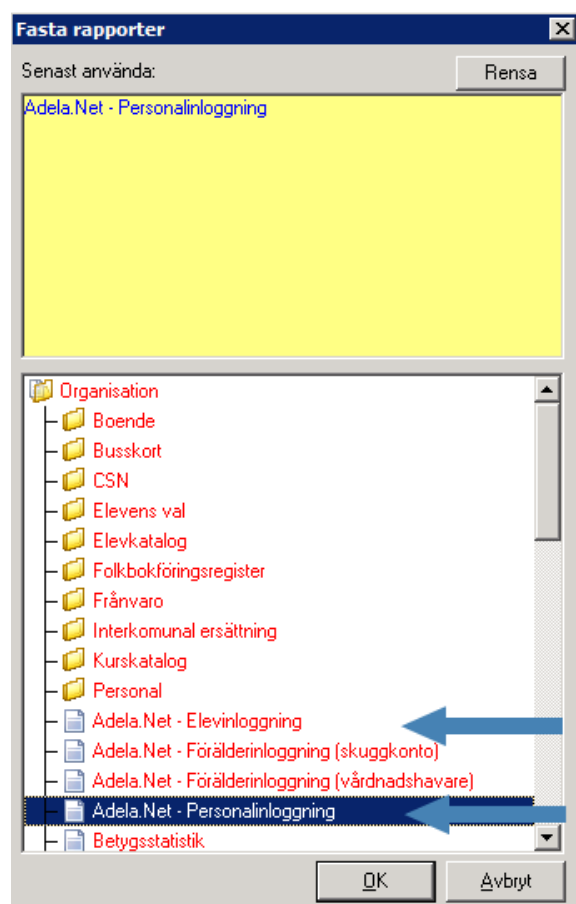 Fasta rapporter
Senast använda:
Rensa
Adela.Net - Personalinloggning
Organisation
Boende
Busskort
CSN
Elevens val
Elevkatalog
Folkbokföringsregister
Frånvaro
Interkomunal ersättning
Kurskatalog
Personal
Adela.Net - Elevinloggning
Adela.Net - Förälderinloggning (skuggkonto)
Adela.Net - Förälderinloggning (vårdnadshavare)
Adela.Net - Personalinloggning
Betygsstatistik
OK
Avbryt